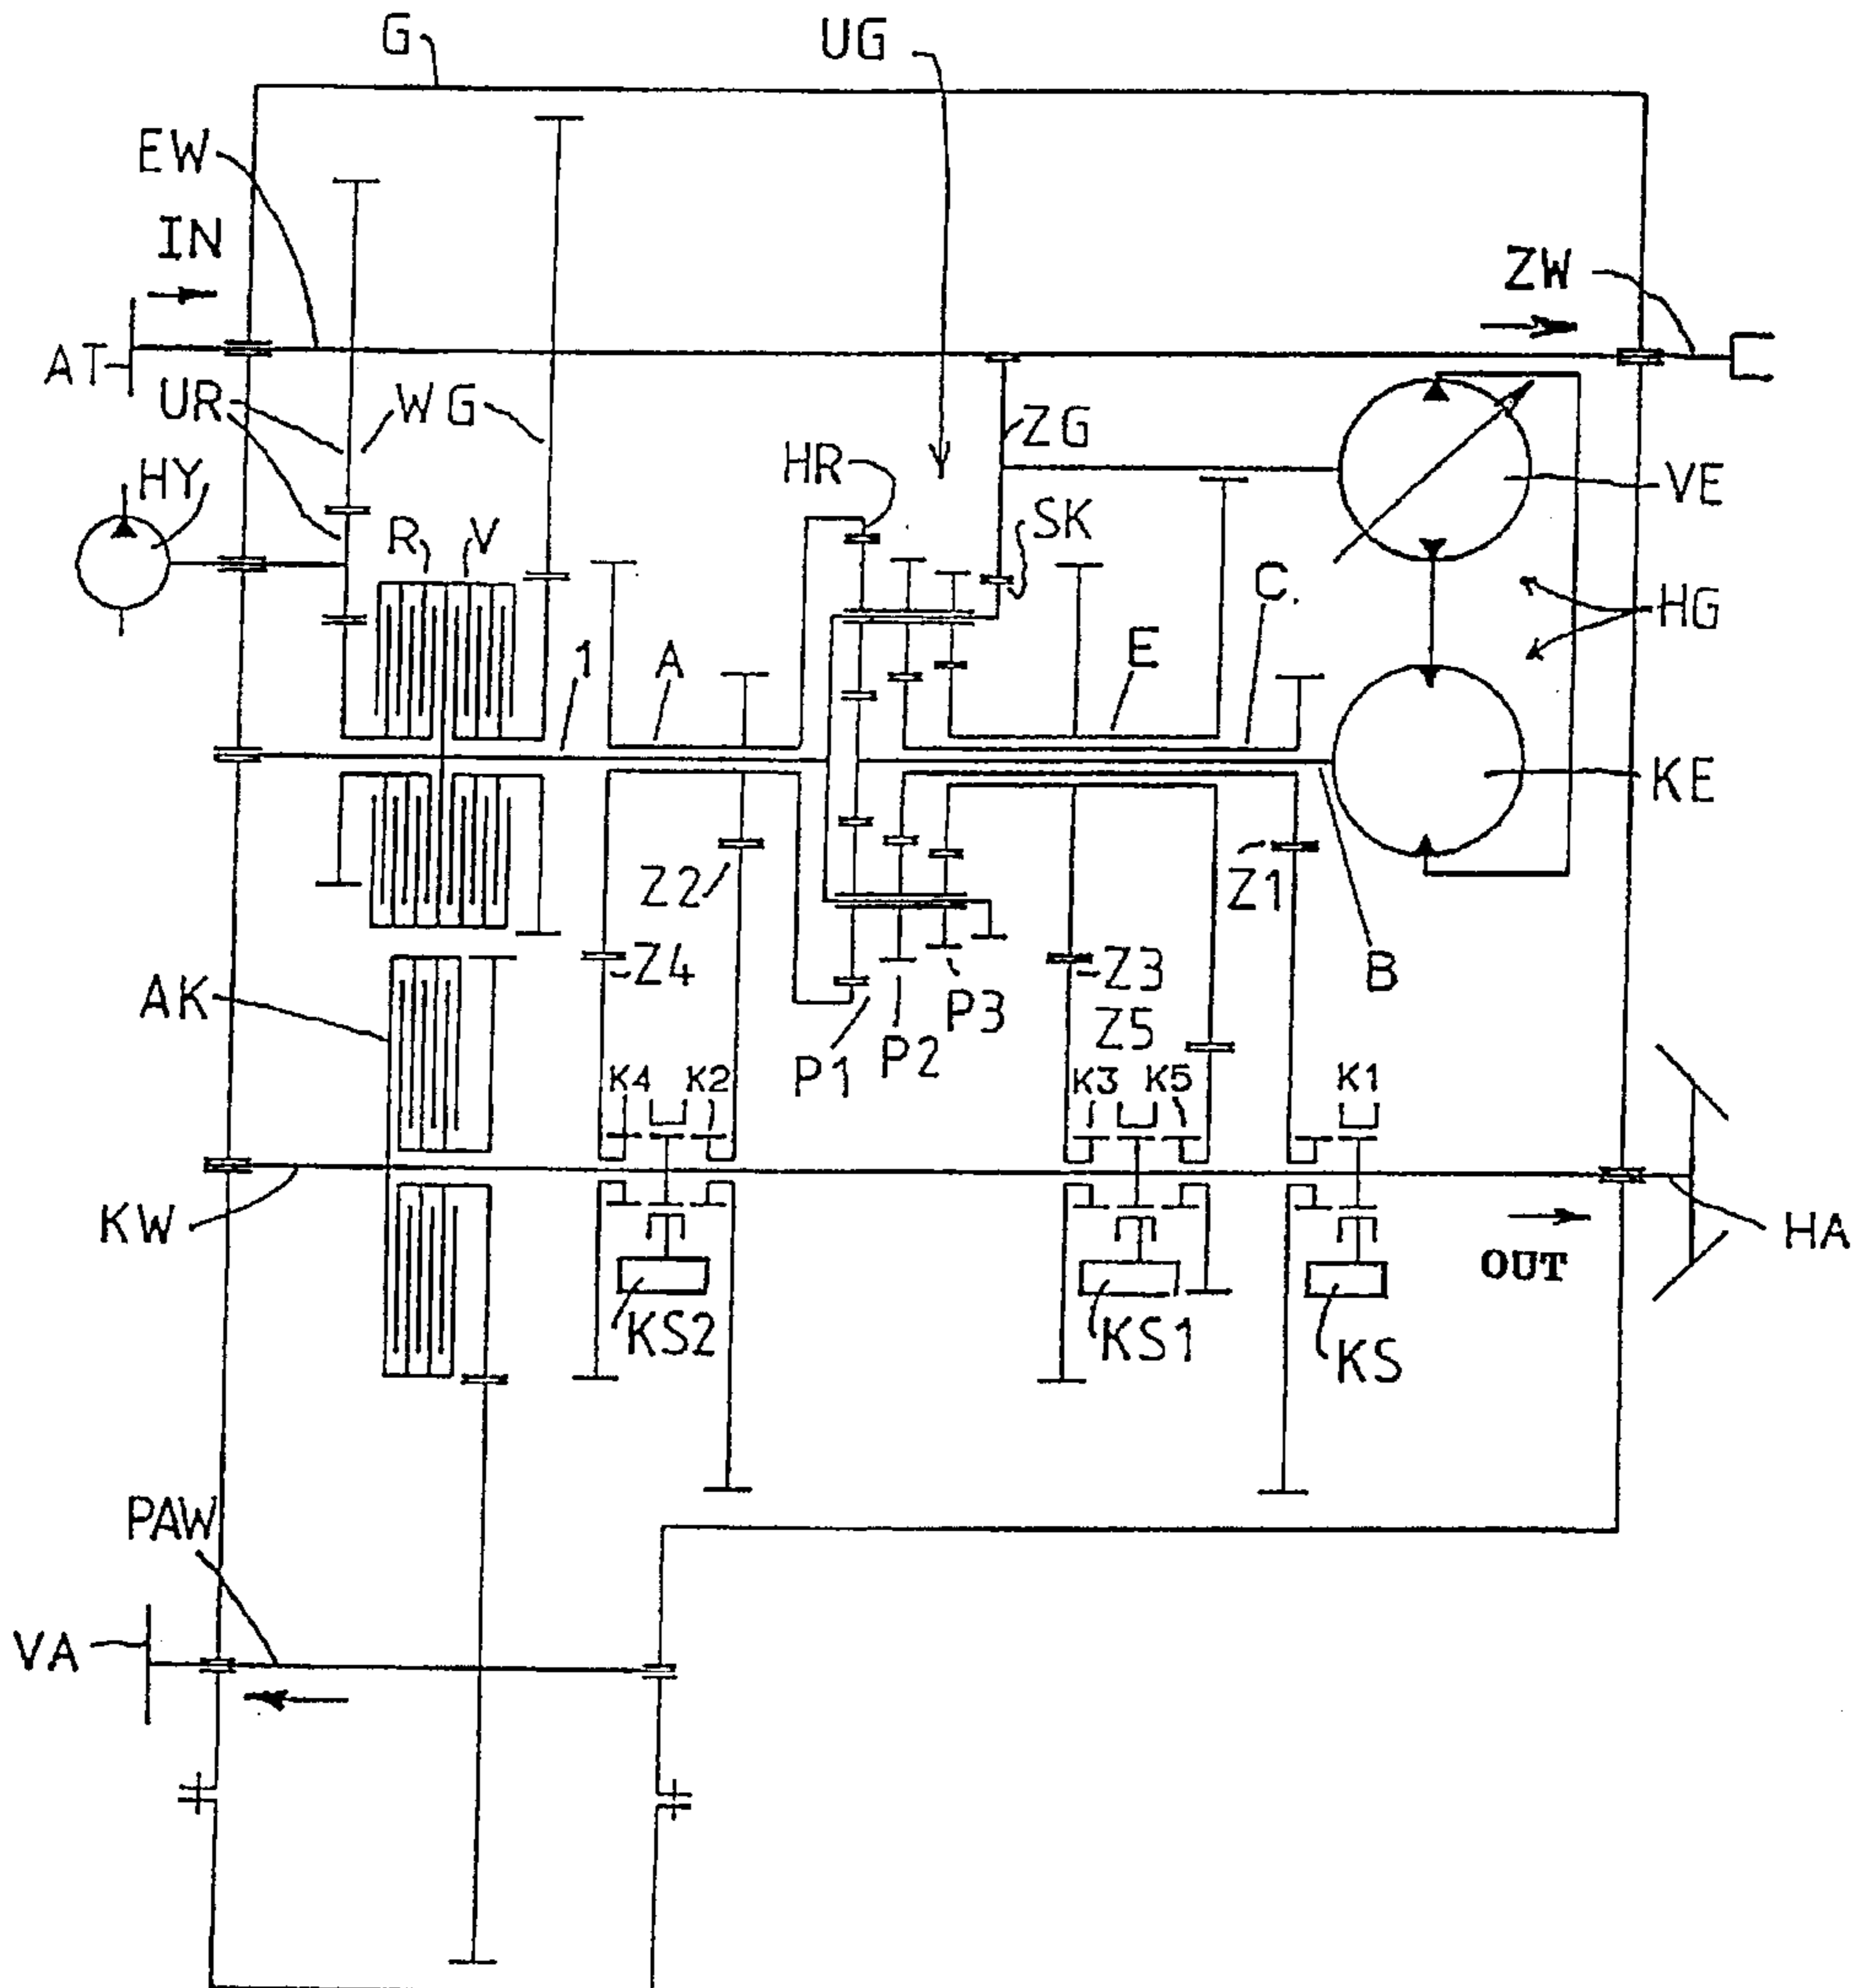 G
UG
EW
IN
ZW
AT
UR
WG
ZG
HR
VE
HY
R
V
SK
C.
HG
1
A
E
KE
Z2
Z1
B
Z4
Z3
AK
P3
Z5
P1
P2
K4
K2
K3
K5
K1
KW
HA
OUT
KS2
KS1
KS
PAW
VA